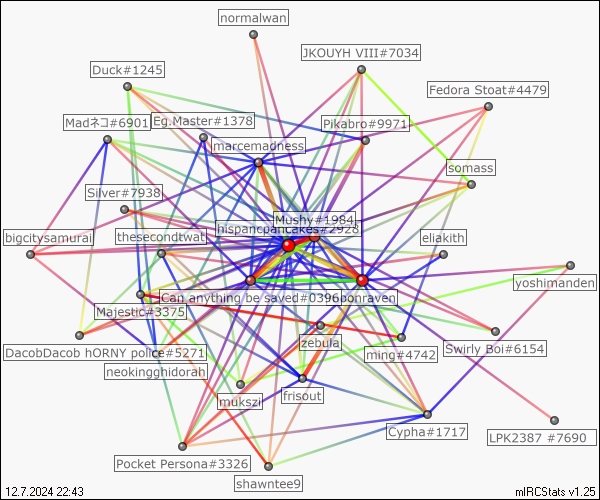 normalwan
JKOUYH VIII#7034
Duck#1245
Fedora Stoat#4479
Madネコ#6901
Eg.Master#1378
Pikabro#9971
marcemadness
somass
Silver#7938
Mushy#1984
hispancpancakes#2928
bigcitysamurai
thesecondtwat
eliakith
yoshimanden
Can anything be saved#0396
bonraven
Majestic#3375
zebula
Swirly Boi#6154
DacobDacob hORNY police#5271
ming#4742
neokingghidorah
mukszi
frisout
Cypha#1717
LPK2387 #7690
Pocket Persona#3326
shawntee9
12.7.2024 22:43
mIRCStats v1.25